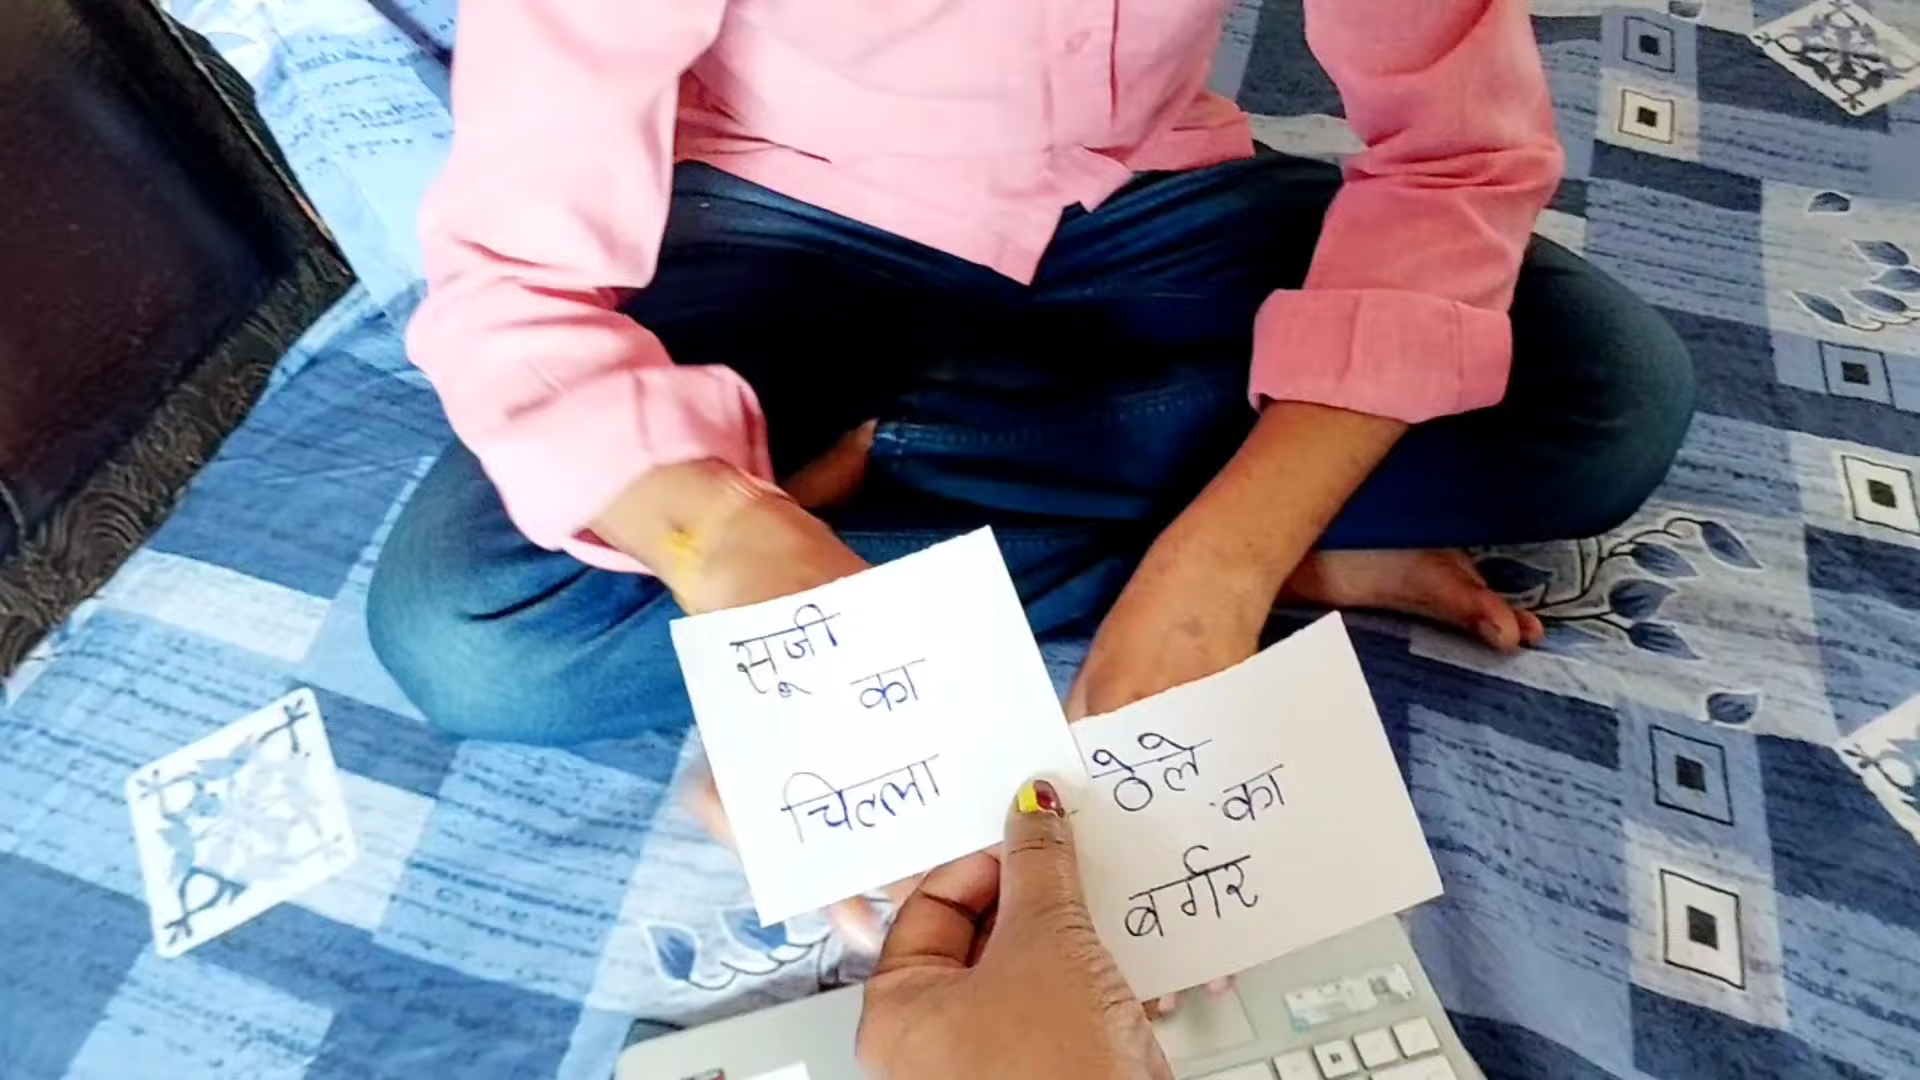 सूजी
का
चिल्ला
ठेले
का
बर्गर